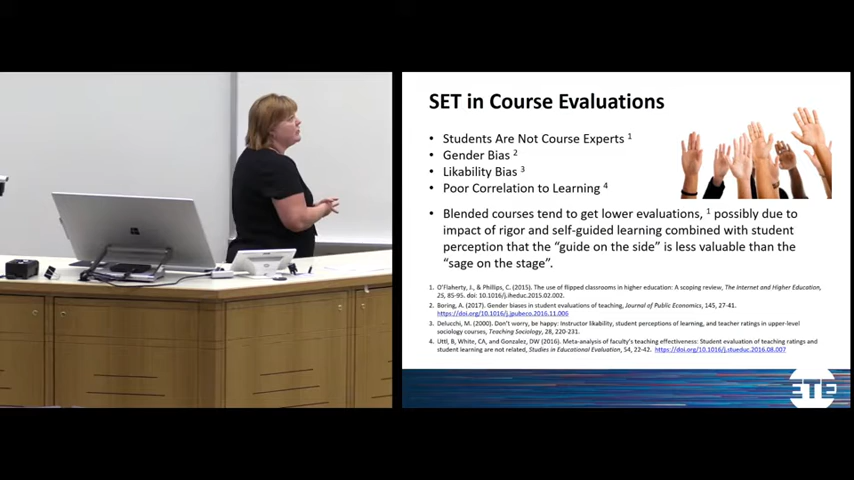 SET in Course Evaluations
• Students Are Not Course Experts 1
• Gender Bias 2
• Likability Bias 3
• Poor Correlation to Learning 4
• Blended courses tend to get lower evaluations, 1 possibly due to
impact of rigor and self-guided learning combined with student
perception that the “guide on the side” is less valuable than the
“sage on the stage”.
1. O'Flaherty, J., & Phillips, C. (2015). The use of flipped classrooms in higher education: A scoping review, The Internet and Higher Education,
25, 85-95. doi: 10.1016/j.iheduc.2015.02.002.
2. Boring, A. (2017). Gender biases in student evaluations of teaching, Journal of Public Economics, 145, 27-41.
https://doi.org/10.1016/j.jpubeco.2016.11.006
3. Delucchi, M. (2000). Don't worry, be happy: Instructor likability, student perceptions of learning, and teacher ratings in upper-level
sociology courses, Teaching Sociology, 28, 220-231.
4. Uttl, B, White, CA, and Gonzalez, DW (2016). Meta-analysis of faculty's teaching effectiveness: Student evaluation of teaching ratings and
student learning are not related, Studies in Educational Evaluation, 54, 22-42. https://doi.org/10.1016/j.stueduc.2016.08.007
ETP